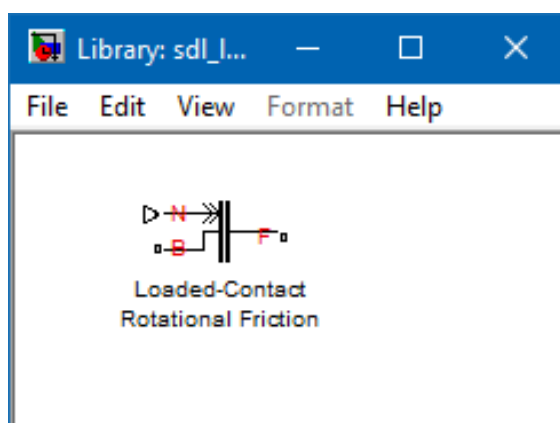 Library: sdl_l...
File Edit View Format Help
N
B
F
Loaded-Contact
Rotational Friction